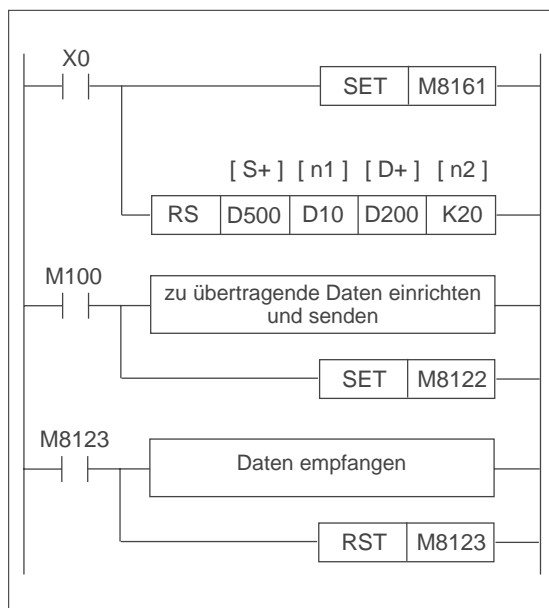 X0
SET M8161
[ S+ ] [ n1 ] [ D+ ] [ n2 ]
RS D500 D10 D200 K20
M100
zu übertragende Daten einrichten
und senden
SET M8122
M8123
Daten empfangen
RST M8123